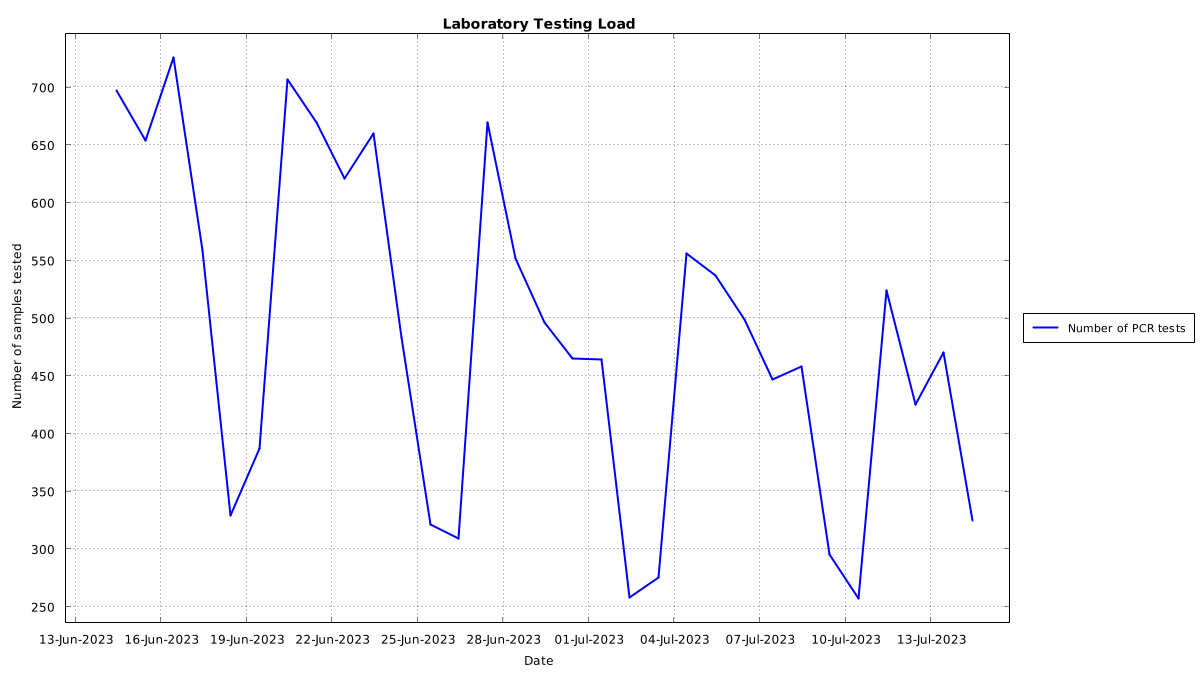 Laboratory Testing Load
Number of samples tested
700
650
600
550
500
450
400
350
300
250
13-Jun-2023 16-Jun-2023 19-Jun-2023 22-Jun-2023 25-Jun-2023 28-Jun-2023 01-Jul-2023 04-Jul-2023 07-Jul-2023 10-Jul-2023 13-Jul-2023
Date
Number of PCR tests